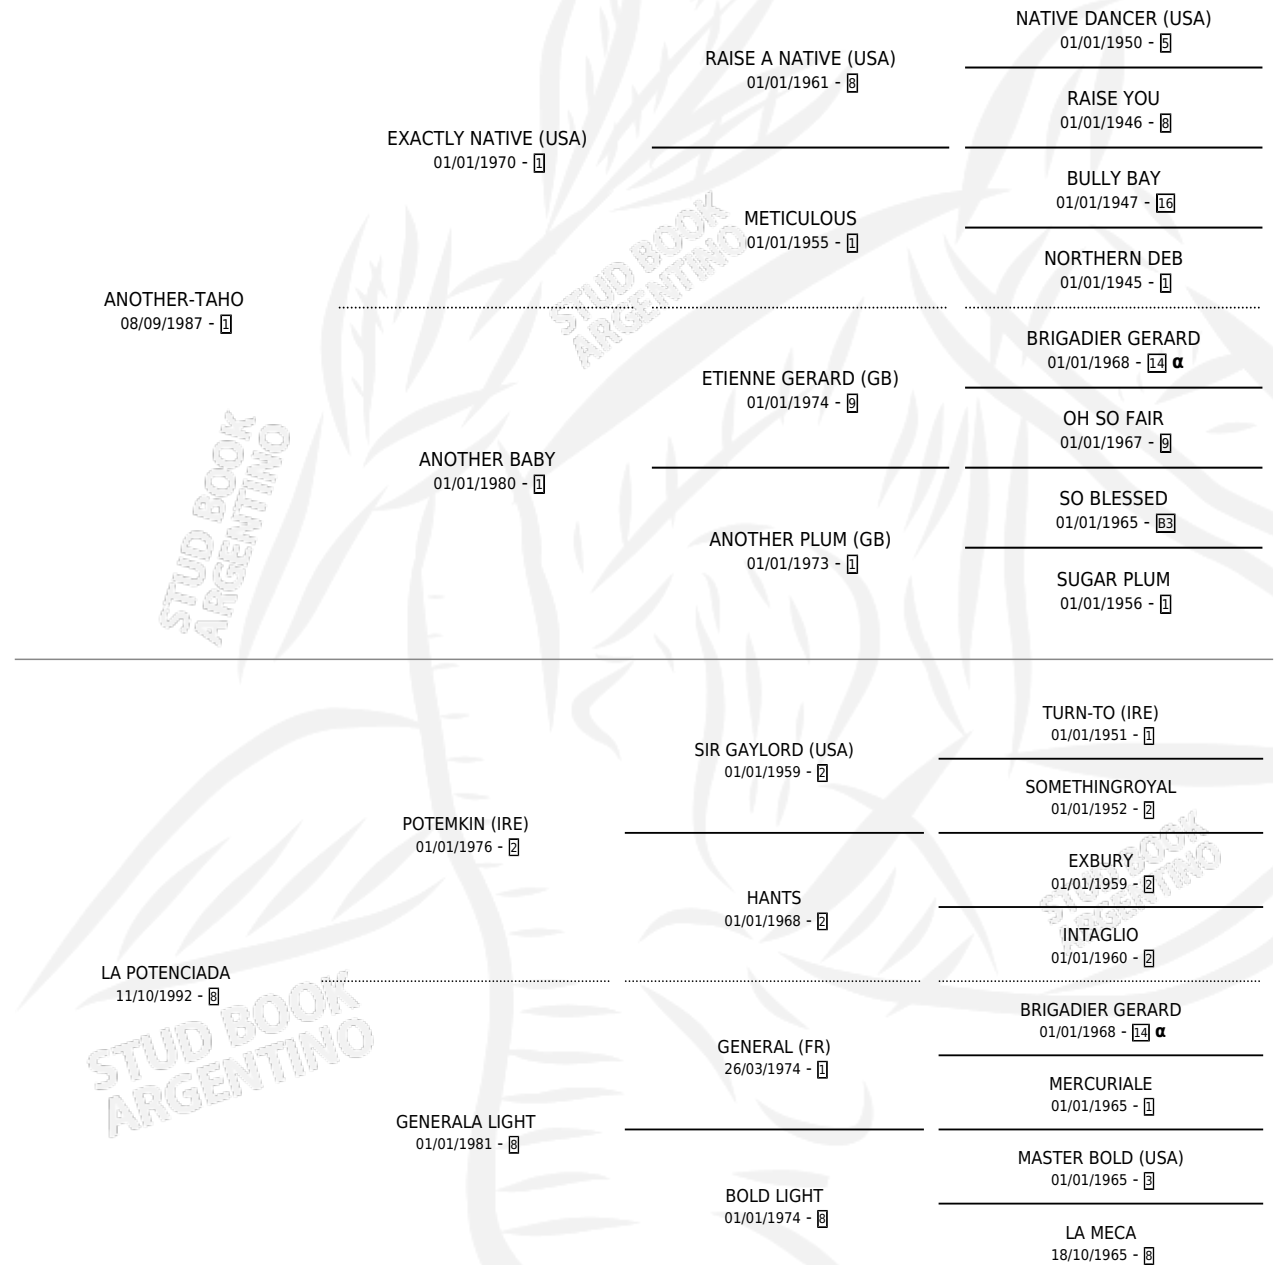 NATIVE DANCER (USA)
01/01/1950 - 5
RAISE A NATIVE (USA)
01/01/1961 - 8
RAISE YOU
01/01/1946 - 8
EXACTLY NATIVE (USA)
01/01/1970 - 1
BULLY BAY
01/01/1947 - 16
METICULOUS
01/01/1955 - 1
NORTHERN DEB
01/01/1945 - 1
ANOTHER-TAHO
08/09/1987 - 1
BRIGADIER GERARD
01/01/1968 - 14 α
ETIENNE GERARD (GB)
01/01/1974 - 9
OH SO FAIR
01/01/1967 - 9
ANOTHER BABY
01/01/1980 - 1
SO BLESSED
01/01/1965 - B3
ANOTHER PLUM (GB)
01/01/1973 - 1
SUGAR PLUM
01/01/1956 - 1
TURN-TO (IRE)
01/01/1951 - 1
SIR GAYLORD (USA)
01/01/1959 - 2
SOMETHINGROYAL
01/01/1952 - 2
POTEMKIN (IRE)
01/01/1976 - 2
EXBURY
01/01/1959 - 2
HANTS
01/01/1968 - 2
INTAGLIO
01/01/1960 - 2
LA POTENCIADA
11/10/1992 - 8
BRIGADIER GERARD
01/01/1968 - 14 α
GENERAL (FR)
26/03/1974 - 1
MERCURIALE
01/01/1965 - 1
GENERALA LIGHT
01/01/1981 - 8
MASTER BOLD (USA)
01/01/1965 - 3
BOLD LIGHT
01/01/1974 - 8
LA MECA
18/10/1965 - 8
STUD BOOK
ARGENTINO
STUD BOOK
ARGENTINO
STUD BOOK
ARGENTINO
STUD BOOK
ARGENTINO